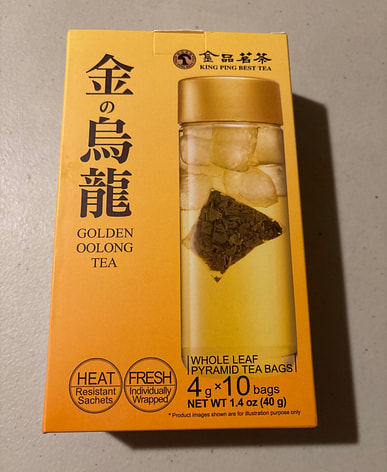 金品茗茶
KING PING BEST TEA
金の烏龍
GOLDEN
OOLONG
TEA
HEAT
Resistant
Sachets
FRESH
Individually
Wrapped
WHOLE LEAF
PYRAMID TEA BAGS
4g×10 bags
NET WT 1.4 oz (40 g)
* Product images shown are for illustration purpose only